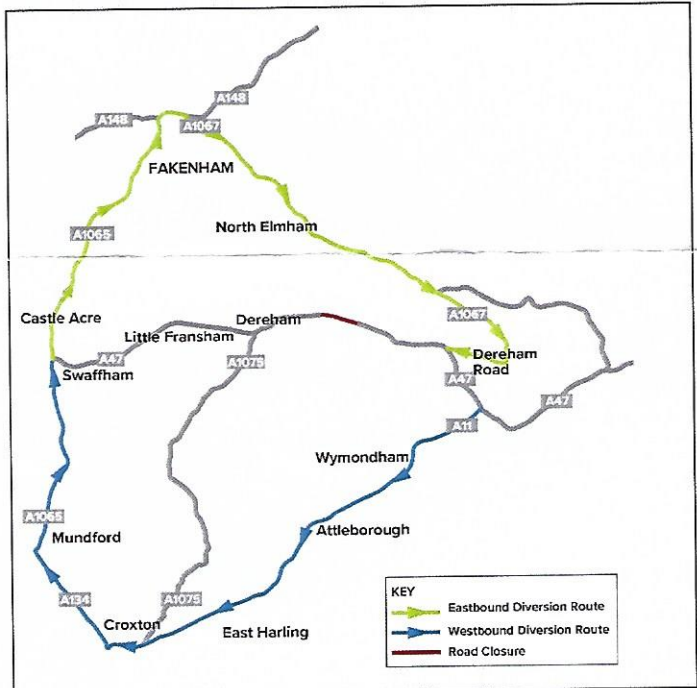 A148
A148
A1067
FAKENHAM
North Elmham
A1065
Castle Acre
A1067
Dereham
Little Fransham
A47
Swaffham
A1075
Dereham
Road
A47
A47
A11
Wymondham
Attleborough
A1065
Mundford
A134
A1075
Croxton
East Harling
KEY
Eastbound Diversion Route
Westbound Diversion Route
Road Closure